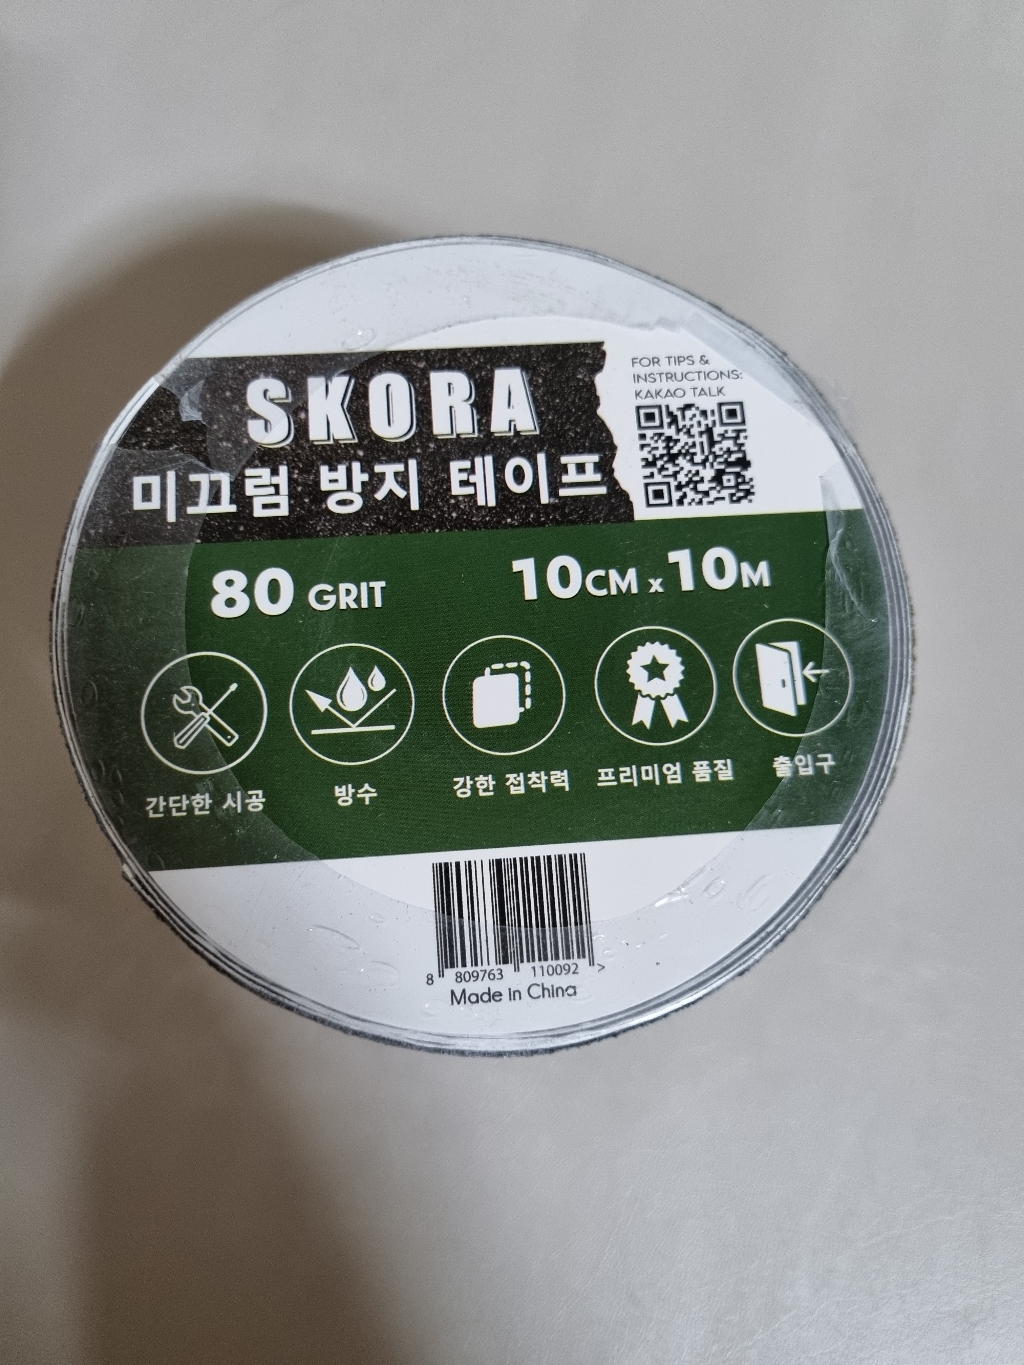 SKORA
미끄럼 방지 테이프
FOR TIPS &
INSTRUCTIONS:
KAKAO TALK
80 GRIT
10CM x 10M
간단한 시공
방수
강한 접착력
프리미엄 품질
출입구
8 809763 110092 >
Made in China